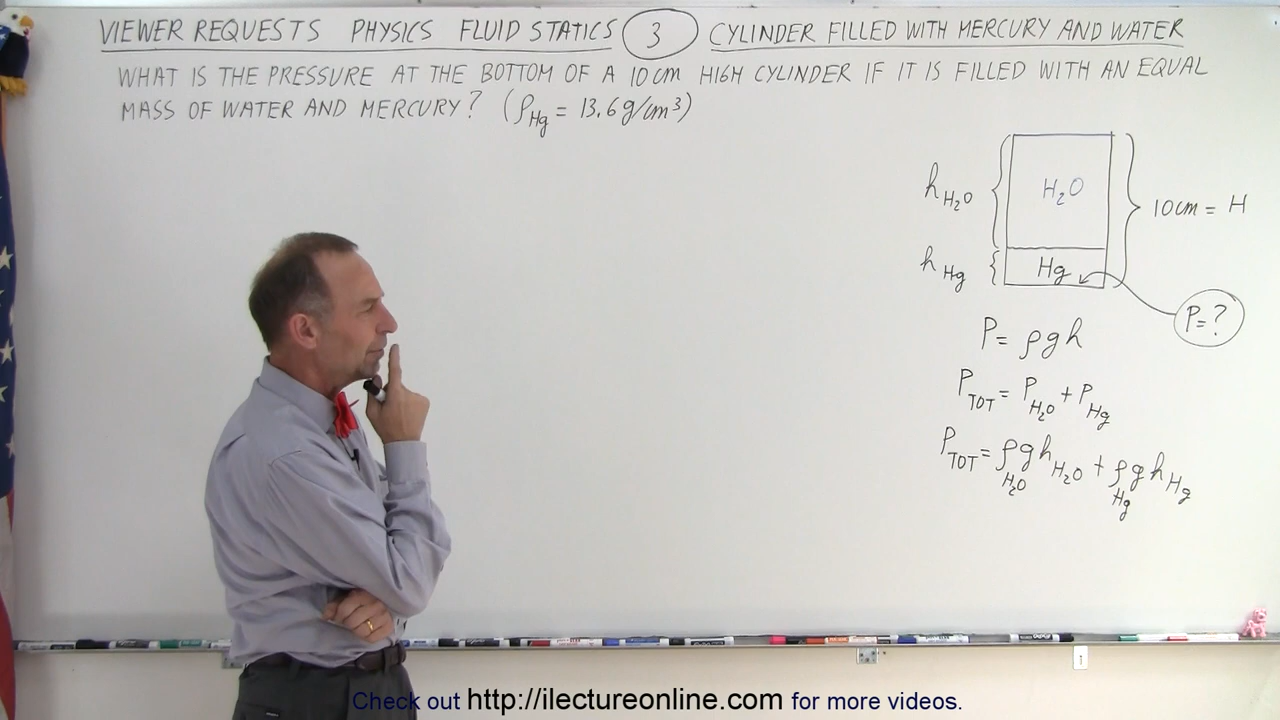 VIEWER REQUESTS PHYSICS FLUID STATICS 3 CYLINDER FILLED WITH MERCURY AND WATER
WHAT IS THE PRESSURE AT THE BOTTOM OF A 10cm HIGH CYLINDER IF IT IS FILLED WITH AN EQUAL
MASS OF WATER AND MERCURY? (ρHg = 13.6g/cm³)
hH₂O
H₂O
10cm = H
hHg
Hg
P=?
P= ρgh
PTOT = PH₂O + PHg
PTOT = ρH₂O g hH₂O + ρHg g hHg
Check out http://ilectureonline.com for more videos.